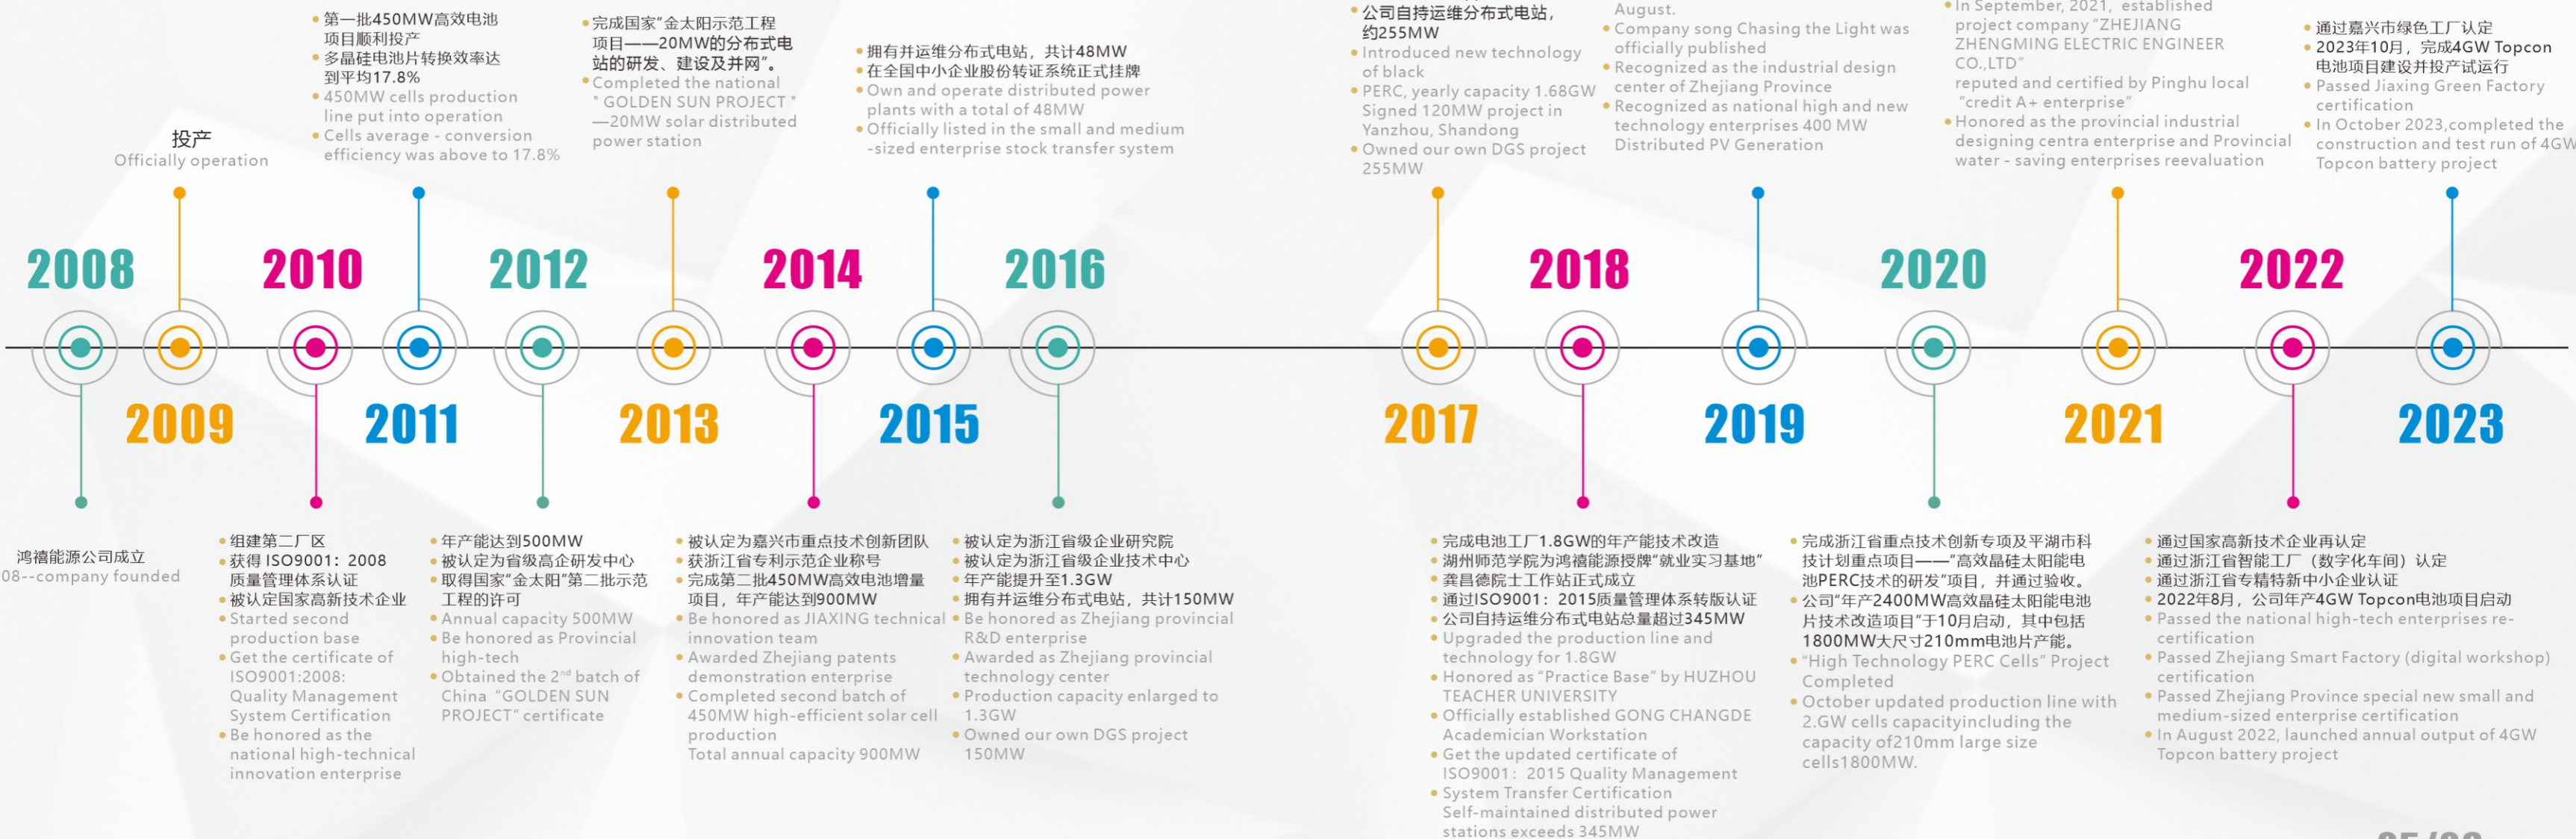 2008
鸿禧能源公司成立
08--company founded
投产
Officially operation
2009
2010
组建第二厂区
获得 ISO9001：2008
质量管理体系认证
被认定国家高新技术企业
Started second
production base
Get the certificate of
ISO9001:2008:
Quality Management
System Certification
Be honored as the
national high-technical
innovation enterprise
第一批450MW高效电池
项目顺利投产
多晶硅电池片转换效率达
到平均17.8%
450MW cells production
line put into operation
Cells average - conversion
efficiency was above to 17.8%
2011
2012
年产能达到500MW
被认定为省级高企研发中心
取得国家“金太阳”第二批示范
工程的许可
Annual capacity 500MW
Be honored as Provincial
high-tech
Obtained the 2nd batch of
China “GOLDEN SUN
PROJECT” certificate
完成国家“金太阳示范工程
项目——20MW的分布式电
站的研发、建设及并网”。
Completed the national
" GOLDEN SUN PROJECT "
—20MW solar distributed
power station
2013
2014
被认定为嘉兴市重点技术创新团队
获浙江省专利示范企业称号
完成第二批450MW高效电池增量
项目，年产能达到900MW
Be honored as JIAXING technical
innovation team
Awarded Zhejiang patents
demonstration enterprise
Completed second batch of
450MW high-efficient solar cell
production
Total annual capacity 900MW
拥有并运维分布式电站，共计48MW
在全国中小企业股份转证系统正式挂牌
Own and operate distributed power
plants with a total of 48MW
Officially listed in the small and medium
-sized enterprise stock transfer system
2015
2016
被认定为浙江省级企业研究院
被认定为浙江省级企业技术中心
年产能提升至1.3GW
拥有并运维分布式电站，共计150MW
Be honored as Zhejiang provincial
R&D enterprise
Awarded as Zhejiang provincial
technology center
Production capacity enlarged to
1.3GW
Owned our own DGS project
150MW
公司自持运维分布式电站，
约255MW
Introduced new technology
of black
PERC, yearly capacity 1.68GW
Signed 120MW project in
Yanzhou, Shandong
Owned our own DGS project
255MW
2017
2018
完成电池工厂1.8GW的年产能技术改造
湖州师范学院为鸿禧能源授牌“就业实习基地”
龚昌德院士工作站正式成立
通过ISO9001：2015质量管理体系转版认证
公司自持运维分布式电站总量超过345MW
Upgraded the production line and
technology for 1.8GW
Honored as “Practice Base” by HUZHOU
TEACHER UNIVERSITY
Officially established GONG CHANGDE
Academician Workstation
Get the updated certificate of
ISO9001：2015 Quality Management
System Transfer Certification
Self-maintained distributed power
stations exceeds 345MW
August.
Company song Chasing the Light was
officially published
Recognized as the industrial design
center of Zhejiang Province
Recognized as national high and new
technology enterprises 400 MW
Distributed PV Generation
2019
2020
完成浙江省重点技术创新专项及平湖市科
技计划重点项目——“高效晶硅太阳能电
池PERC技术的研发”项目，并通过验收。
公司“年产2400MW高效晶硅太阳能电池
片技术改造项目”于10月启动，其中包括
1800MW大尺寸210mm电池片产能。
“High Technology PERC Cells” Project
Completed
October updated production line with
2.GW cells capacityincluding the
capacity of210mm large size
cells1800MW.
In September, 2021, established
project company “ZHEJIANG
ZHENGMING ELECTRIC ENGINEER
CO.,LTD”
reputed and certified by Pinghu local
“credit A+ enterprise”
Honored as the provincial industrial
designing centra enterprise and Provincial
water - saving enterprises reevaluation
2021
2022
通过国家高新技术企业再认定
通过浙江省智能工厂（数字化车间）认定
通过浙江省专精特新中小企业认证
2022年8月，公司年产4GW Topcon电池项目启动
Passed the national high-tech enterprises re-
certification
Passed Zhejiang Smart Factory (digital workshop)
certification
Passed Zhejiang Province special new small and
medium-sized enterprise certification
In August 2022, launched annual output of 4GW
Topcon battery project
通过嘉兴市绿色工厂认定
2023年10月，完成4GW Topcon
电池项目建设并投产试运行
Passed Jiaxing Green Factory
certification
In October 2023,completed the
construction and test run of 4GW
Topcon battery project
2023